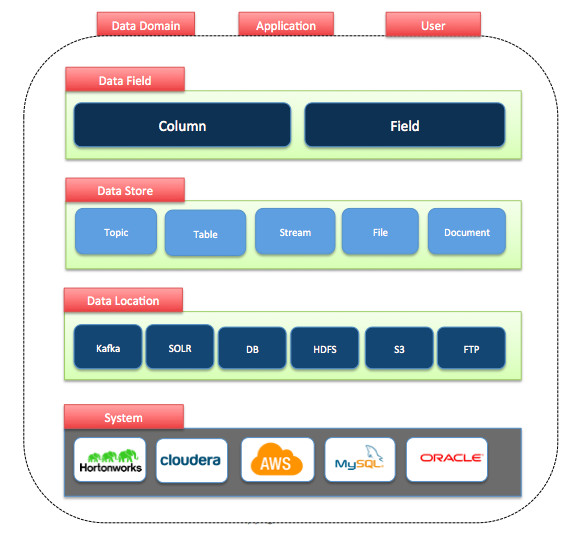 Data Domain
Application
User
Data Field
Column
Field
Data Store
Topic
Table
Stream
File
Document
Data Location
Kafka
SOLR
DB
HDFS
S3
FTP
System
Hortonworks
cloudera
AWS
MySQL
ORACLE